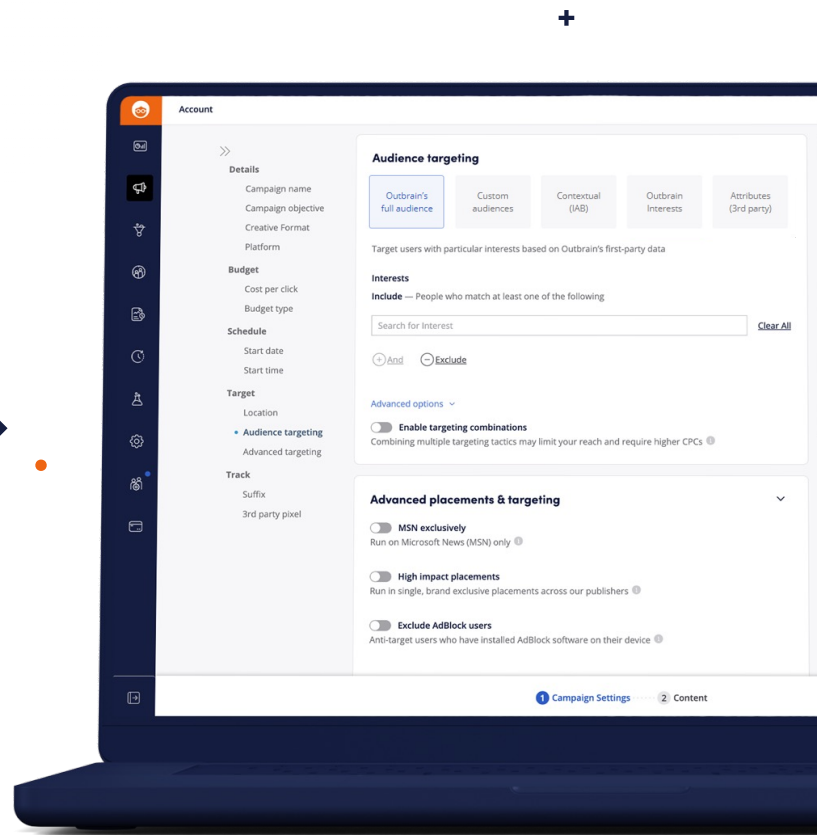 Account
Details
Campaign name
Campaign objective
Creative Format
Platform
Budget
Cost per click
Budget type
Schedule
Start date
Start time
Target
Location
Audience targeting
Advanced targeting
Track
Suffix
3rd party pixel
Audience targeting
Outbrain's
full audience
Custom
audiences
Contextual
(IAB)
Outbrain
Interests
Attributes
(3rd party)
Target users with particular interests based on Outbrain's first-party data
Interests
Include — People who match at least one of the following
Search for Interest
Clear All
And
Exclude
Advanced options
Enable targeting combinations
Combining multiple targeting tactics may limit your reach and require higher CPCs
Advanced placements & targeting
MSN exclusively
Run on Microsoft News (MSN) only
High impact placements
Run in single, brand exclusive placements across our publishers
Exclude AdBlock users
Anti-target users who have installed AdBlock software on their device
1 Campaign Settings
2 Content